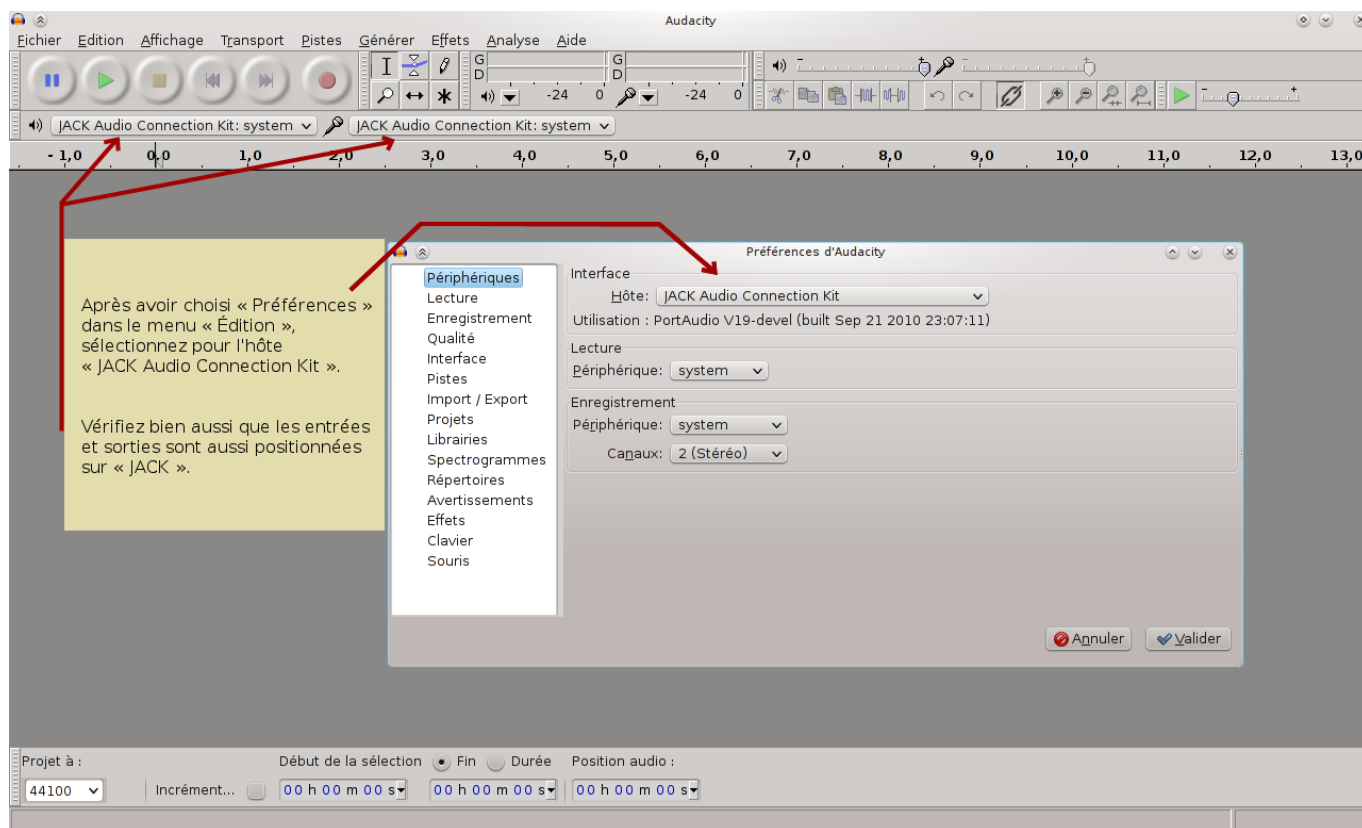 Audacity
Eichier Edition Affichage Transport Pistes Générer Effets Analyse Aide
G
D
-24 0
G
D
-24 0
JACK Audio Connection Kit: system
JACK Audio Connection Kit: system
- 1,0 0,0 1,0 2,0 3,0 4,0 5,0 6,0 7,0 8,0 9,0 10,0 11,0 12,0 13,0
Après avoir choisi « Préférences »
dans le menu « Édition »,
sélectionnez pour l'hôte
« JACK Audio Connection Kit ».
Vérifiez bien aussi que les entrées
et sorties sont aussi positionnées
sur « JACK ».
Préférences d'Audacity
Périphériques
Lecture
Enregistrement
Qualité
Interface
Pistes
Import / Export
Projets
Librairies
Spectrogrammes
Répertoires
Avertissements
Effets
Clavier
Souris
Interface
Hôte: JACK Audio Connection Kit
Utilisation : PortAudio V19-devel (built Sep 21 2010 23:07:11)
Lecture
Périphérique: system
Enregistrement
Périphérique: system
Canaux: 2 (Stéréo)
Annuler
Valider
Projet à :
Début de la sélection Fin Durée Position audio :
44100 Incrément... 00 h 00 m 00 s 00 h 00 m 00 s 00 h 00 m 00 s